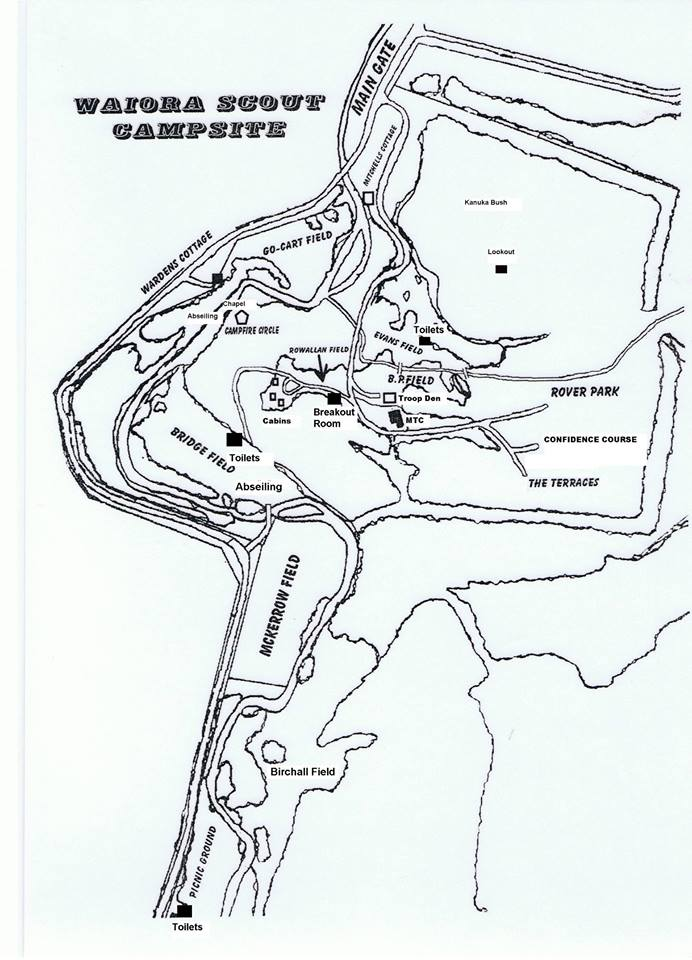 WAIORA SCOUT
CAMPSITE
MAIN GATE
MITCHELLS COTTAGE
Kanuka Bush
Lookout
GO-CART FIELD
WARDENS COTTAGE
Chapel
Abseiling
CAMPFIRE CIRCLE
Toilets
EVANS FIELD
ROWALLAN FIELD
B.P.FIELD
ROVER PARK
Troop Den
Breakout
Room
MTC
Cabins
CONFIDENCE COURSE
BRIDGE FIELD
Toilets
THE TERRACES
Abseiling
MCKERROW FIELD
Birchall Field
PICNIC GROUND
Toilets